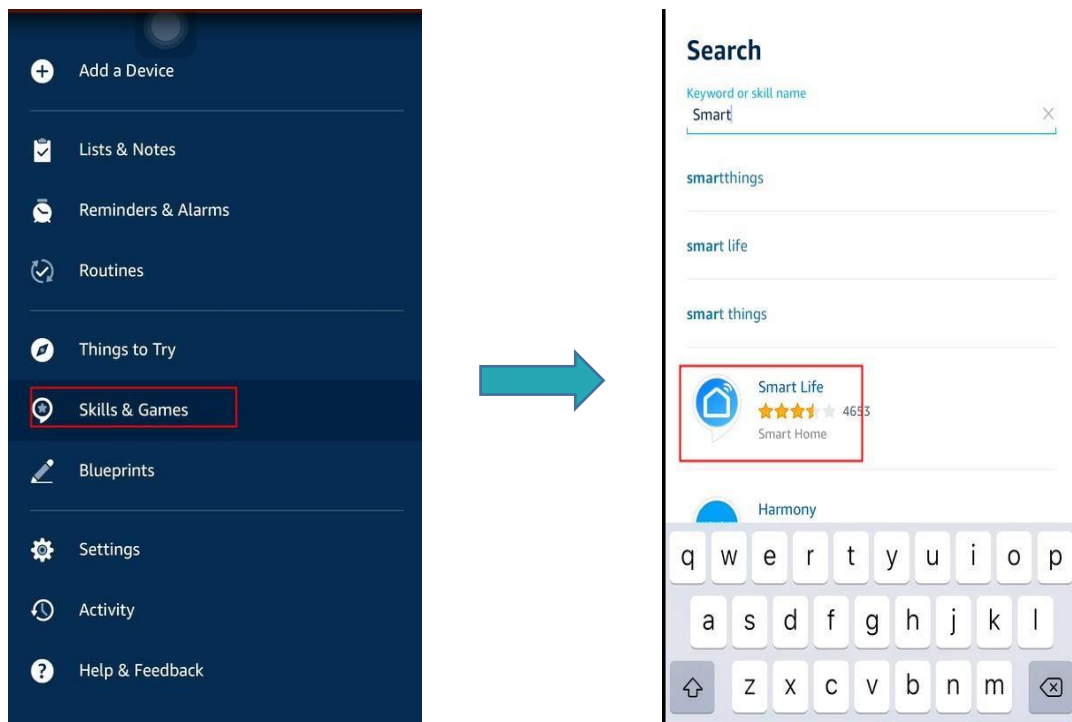 Add a Device
Lists & Notes
Reminders & Alarms
Routines
Things to Try
Skills & Games
Blueprints
Settings
Activity
Help & Feedback
Search
Keyword or skill name
Smart
smartthings
smart life
smart things
Smart Life
4653
Smart Home
Harmony
q w e r t y u i o p
a s d f g h j k l
z x c v b n m